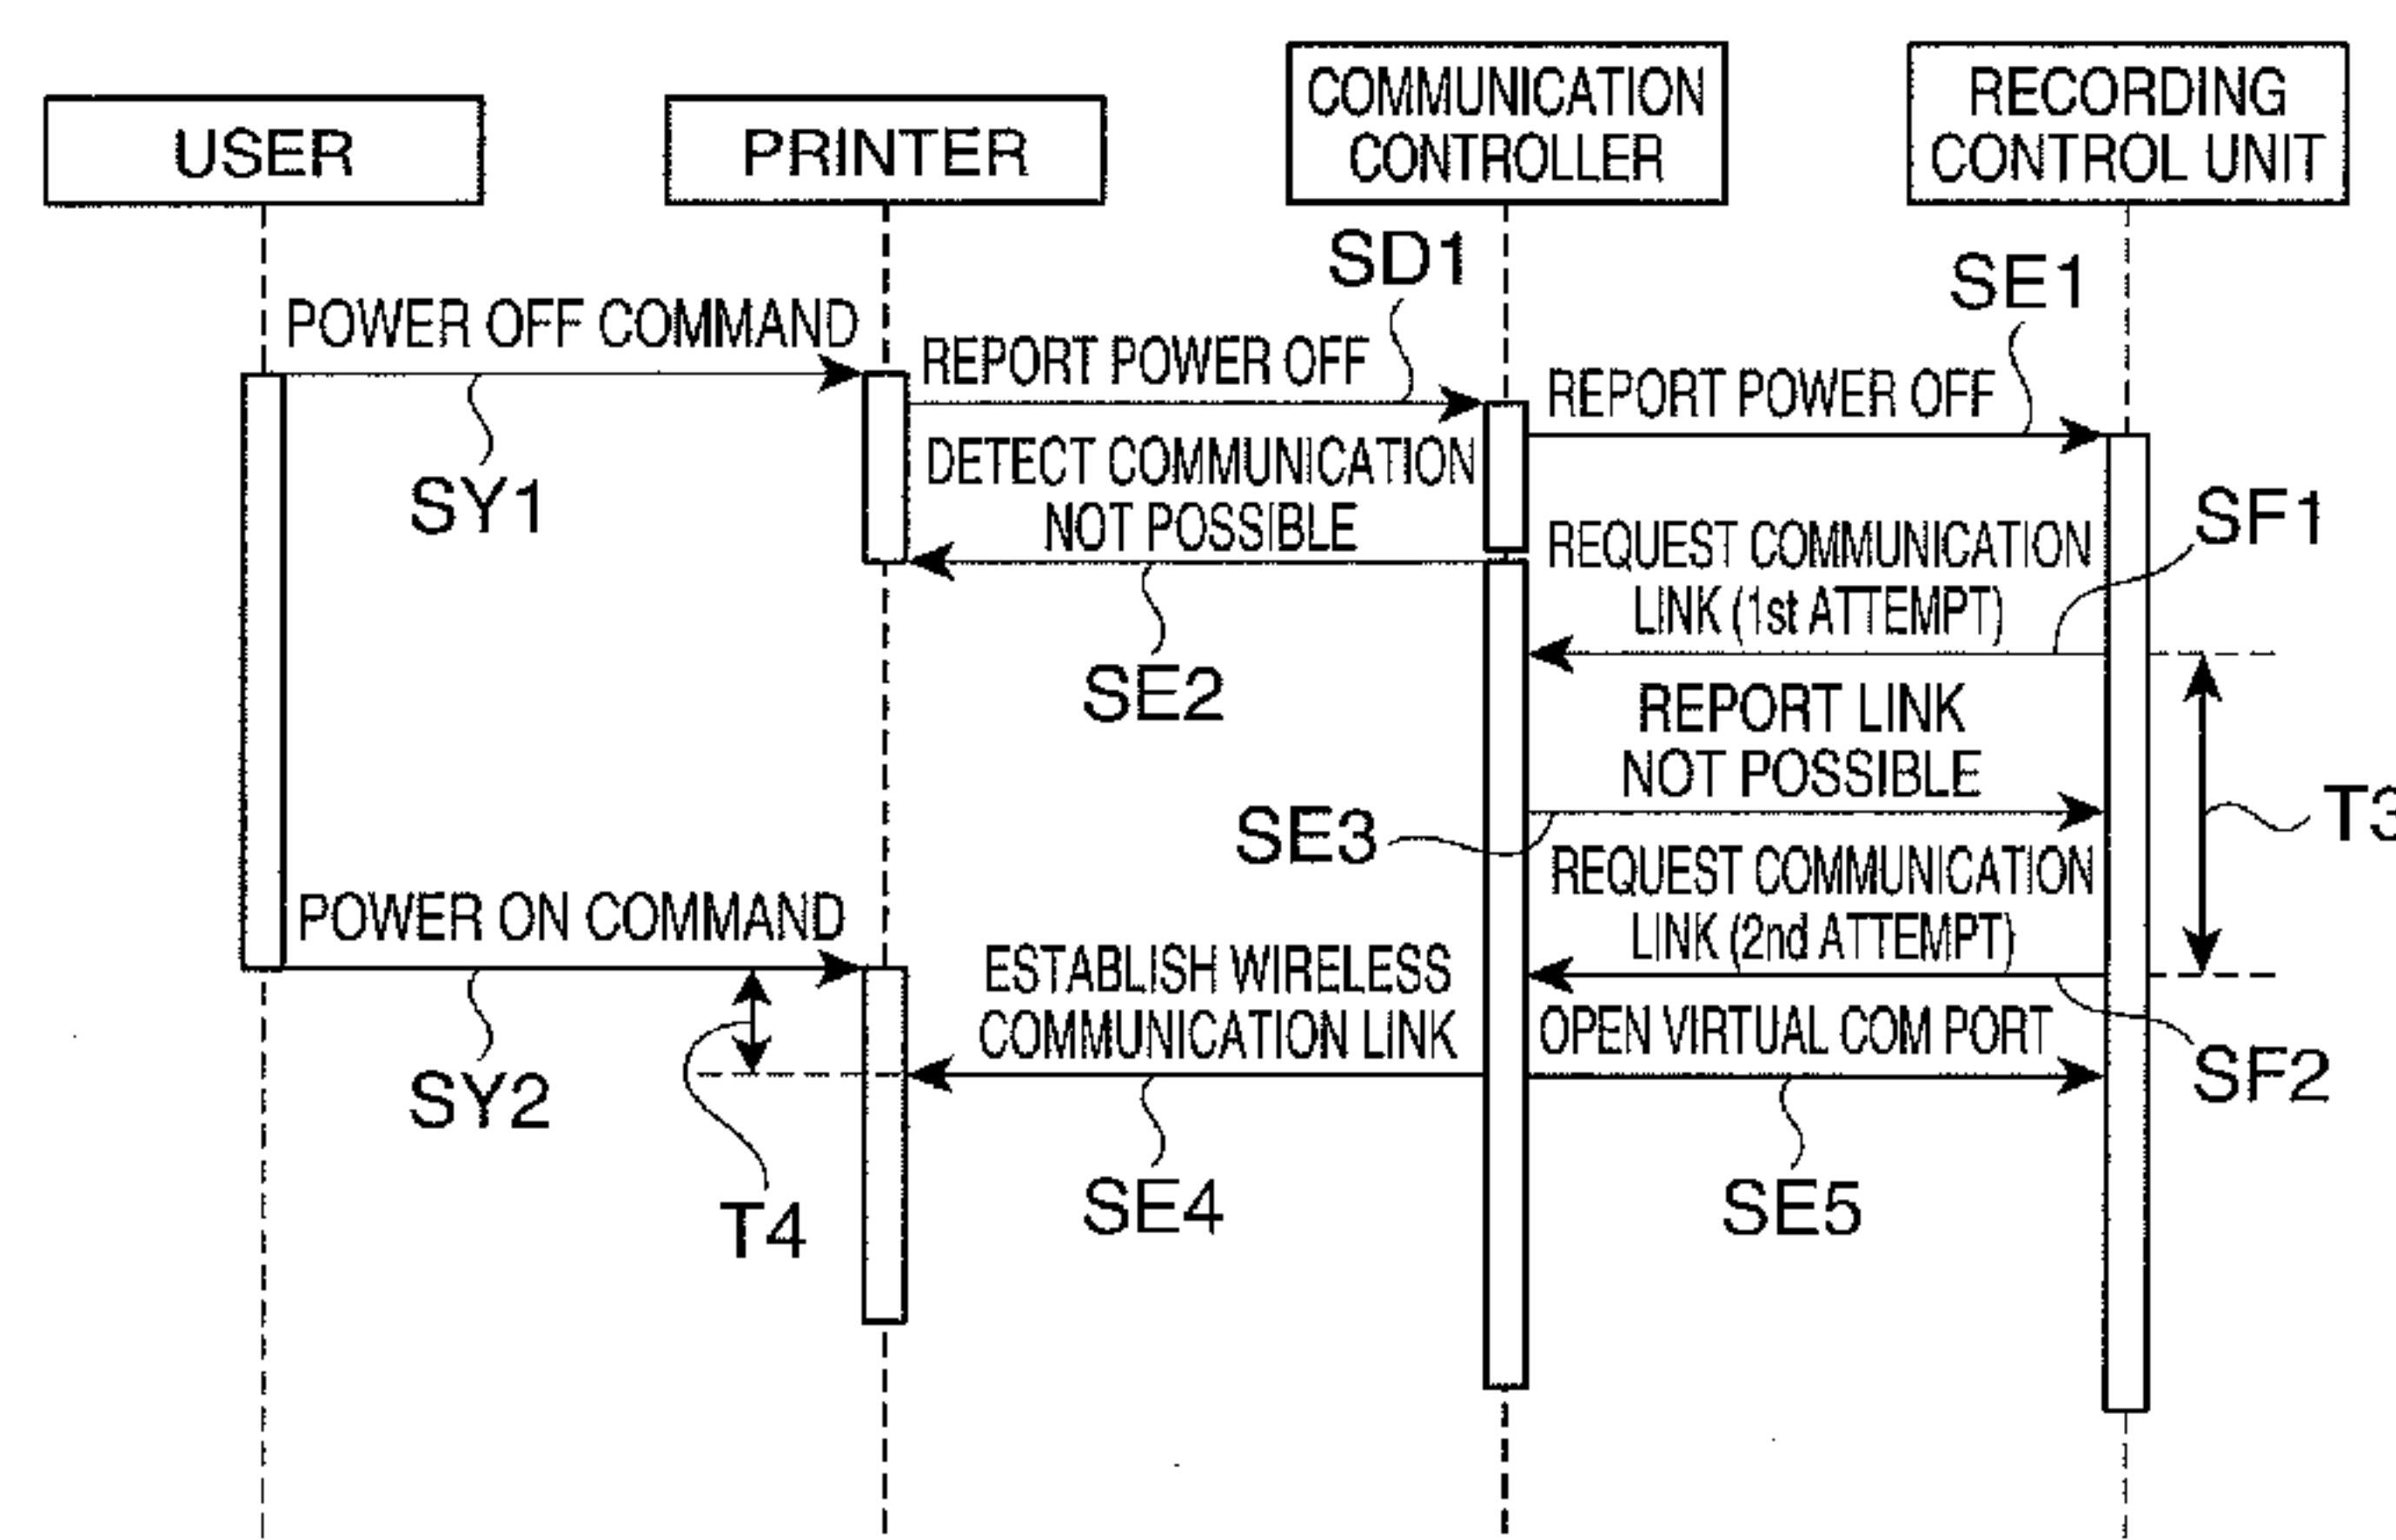 USER
PRINTER
COMMUNICATION
CONTROLLER
RECORDING
CONTROL UNIT
SD1
SE1
POWER OFF COMMAND
REPORT POWER OFF
REPORT POWER OFF
SY1
DETECT COMMUNICATION
NOT POSSIBLE
SF1
REQUEST COMMUNICATION
LINK (1st ATTEMPT)
SE2
REPORT LINK
NOT POSSIBLE
T3
SE3
REQUEST COMMUNICATION
LINK (2nd ATTEMPT)
POWER ON COMMAND
ESTABLISH WIRELESS
COMMUNICATION LINK
OPEN VIRTUAL COM PORT
SF2
SY2
T4
SE4
SE5